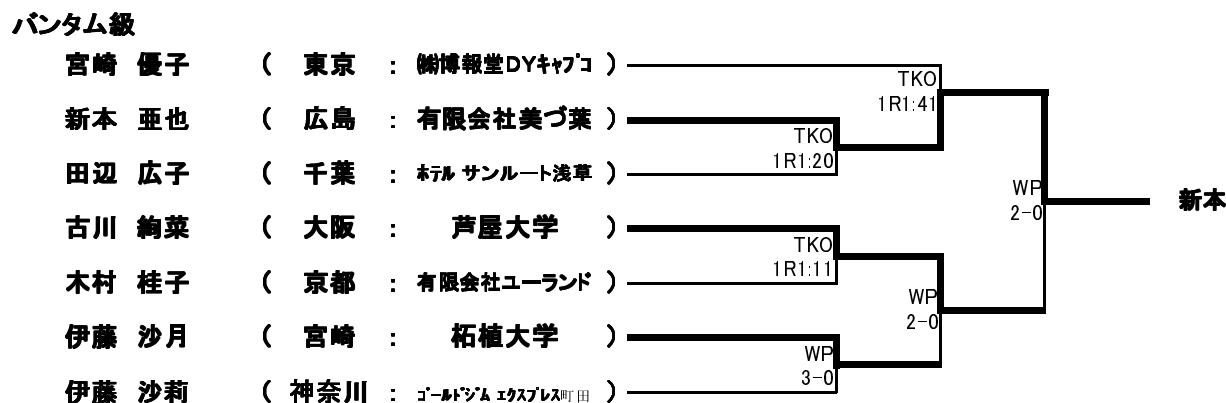 バンタム級
宮崎 優子 ( 東京 : ㈱博報堂DYキャプコ )
TKO
1R1:41
新本 亜也 ( 広島 : 有限会社美づ葉 )
TKO
1R1:20
田辺 広子 ( 千葉 : ホテル サンルート浅草 )
WP
2-0
新本
古川 絢菜 ( 大阪 : 芦屋大学 )
TKO
1R1:11
木村 桂子 ( 京都 : 有限会社ユーランド )
WP
2-0
伊藤 沙月 ( 宮崎 : 柘植大学 )
WP
3-0
伊藤 沙莉 ( 神奈川 : ゴールドジム エクスプレス町田 )